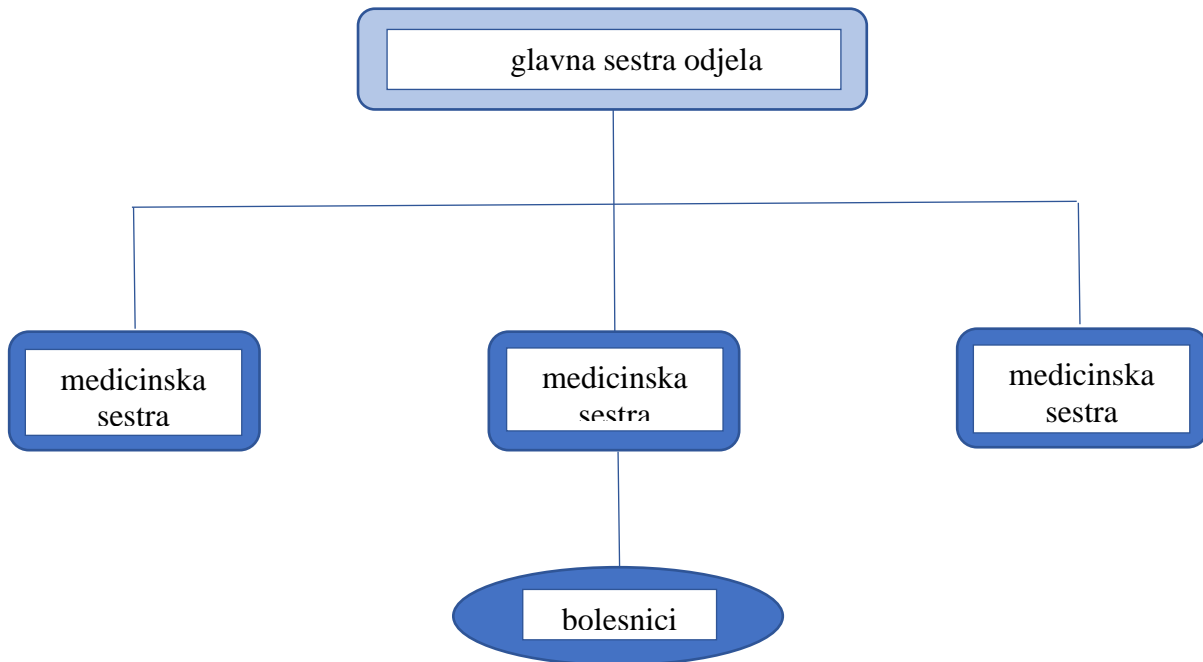 glavna sestra odjela
medicinska
sestra
medicinska
sestra
medicinska
sestra
bolesnici